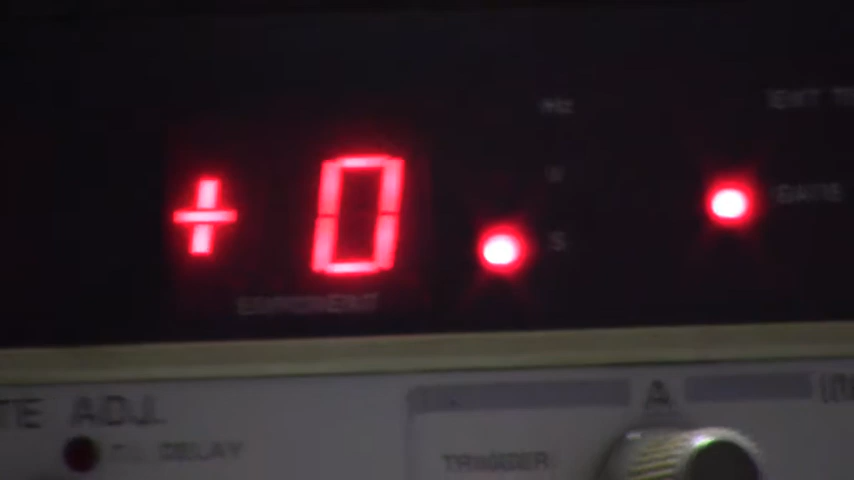 Hz
EXT
V
+0
GATE
S
EXPONENT
TE ADJ.
A
DELAY
TRIGGER